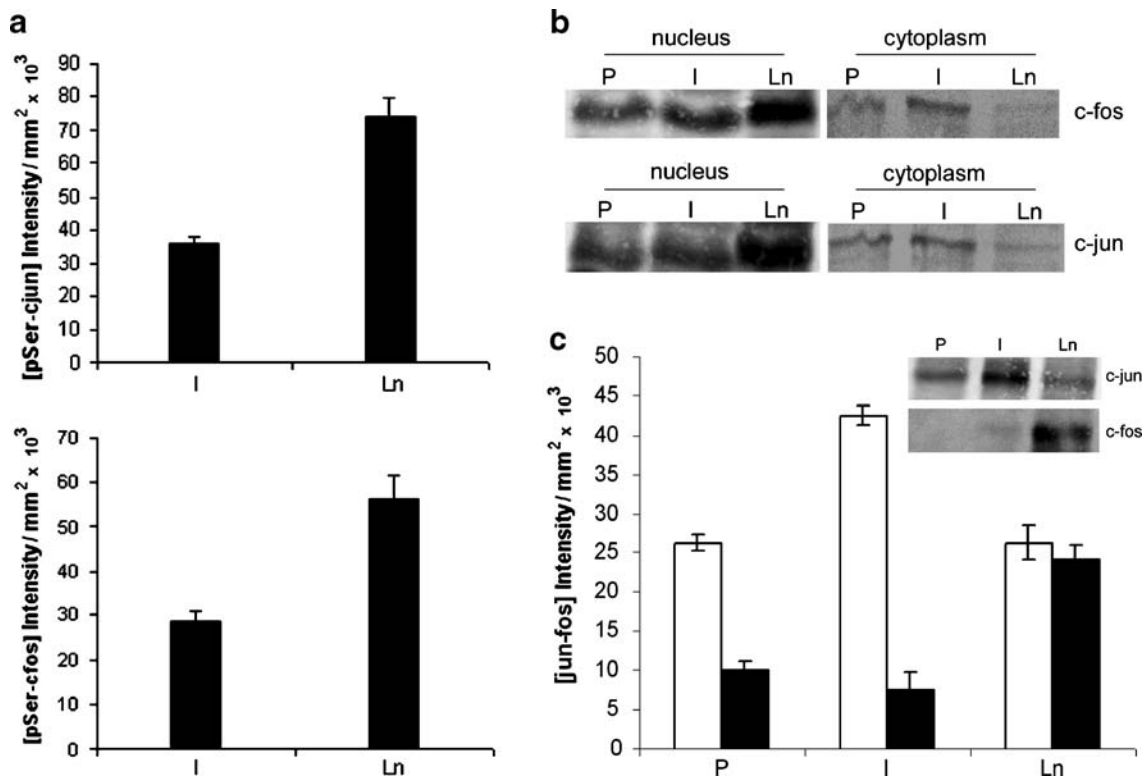 a
[pSer-cjun] Intensity/mm² x 10³
90
80
70
60
50
40
30
20
10
0
I Ln
[pSer-cfos] Intensity/mm² x 10³
70
60
50
40
30
20
10
0
I Ln
b
nucleus cytoplasm
P I Ln P I Ln
c-fos
nucleus cytoplasm
P I Ln P I Ln
c-jun
c
[jun-fos] Intensity/mm² x 10³
50
45
40
35
30
25
20
15
10
5
0
P I Ln
P I Ln
c-jun
c-fos